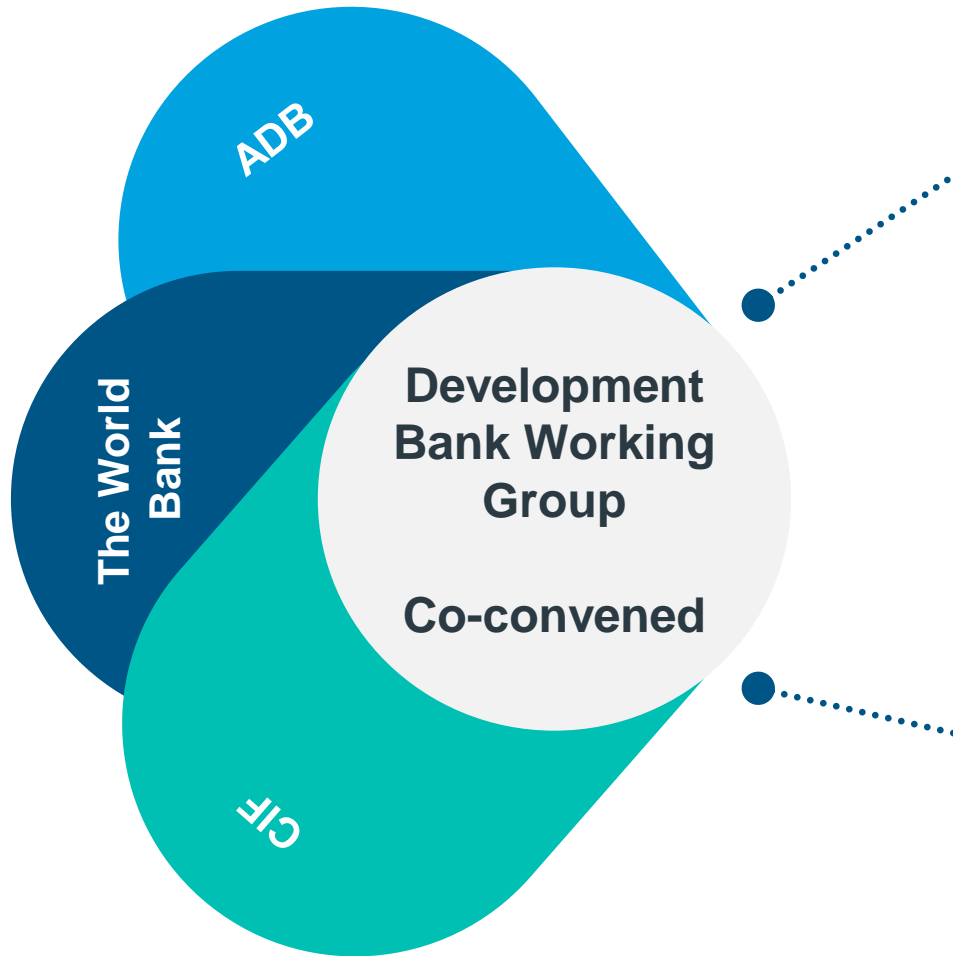 ADB
The World
Bank
CIF
Development
Bank Working
Group
Co-convened